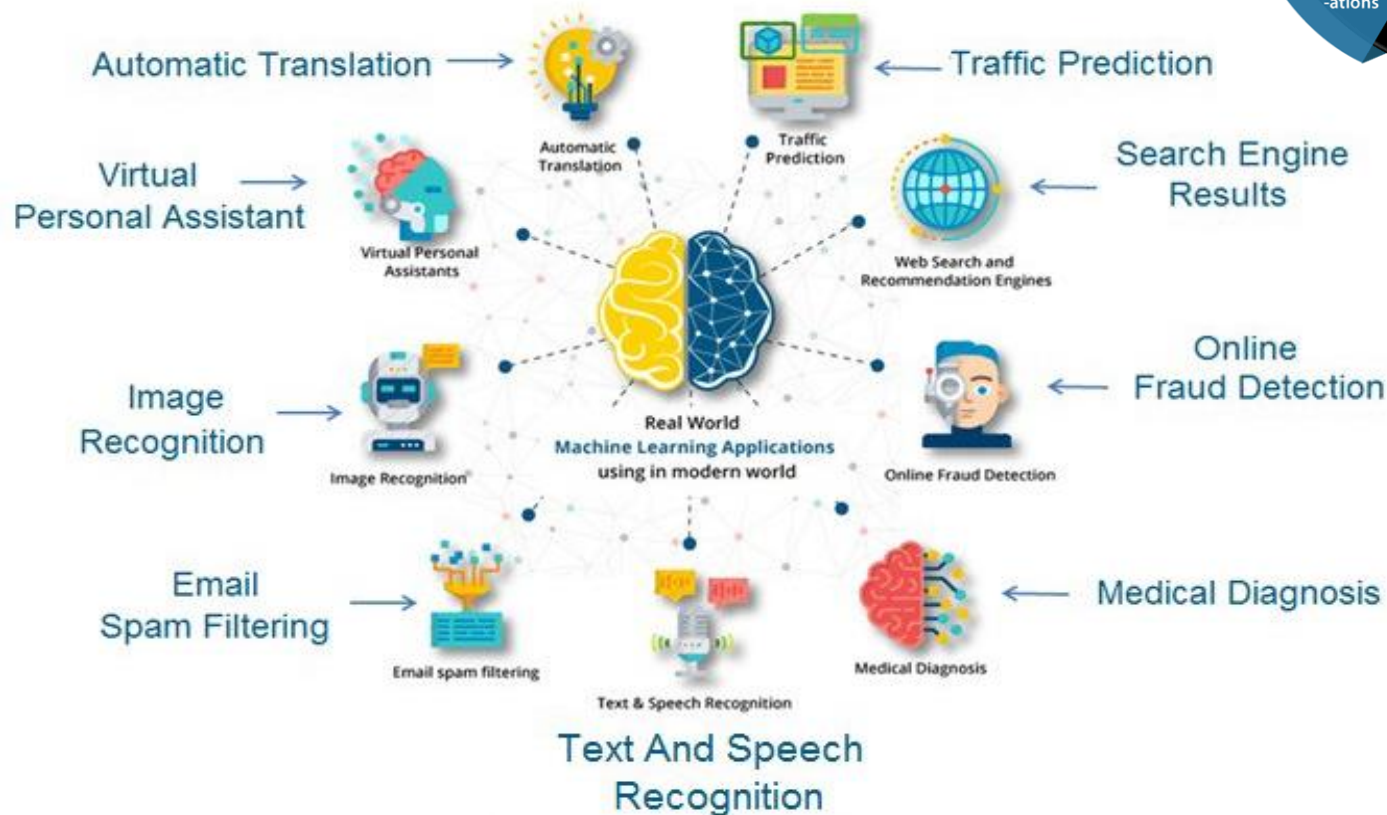 -ations
Automatic Translation
Traffic Prediction
Automatic
Translation
Traffic
Prediction
Virtual
Personal Assistant
Search Engine
Results
Virtual Personal
Assistants
Web Search and
Recommendation Engines
Image
Recognition
Online
Fraud Detection
Real World
Machine Learning Applications
using in modern world
Image Recognition
Online Fraud Detection
Email
Spam Filtering
Medical Diagnosis
Email spam filtering
Medical Diagnosis
Text & Speech Recognition
Text And Speech
Recognition